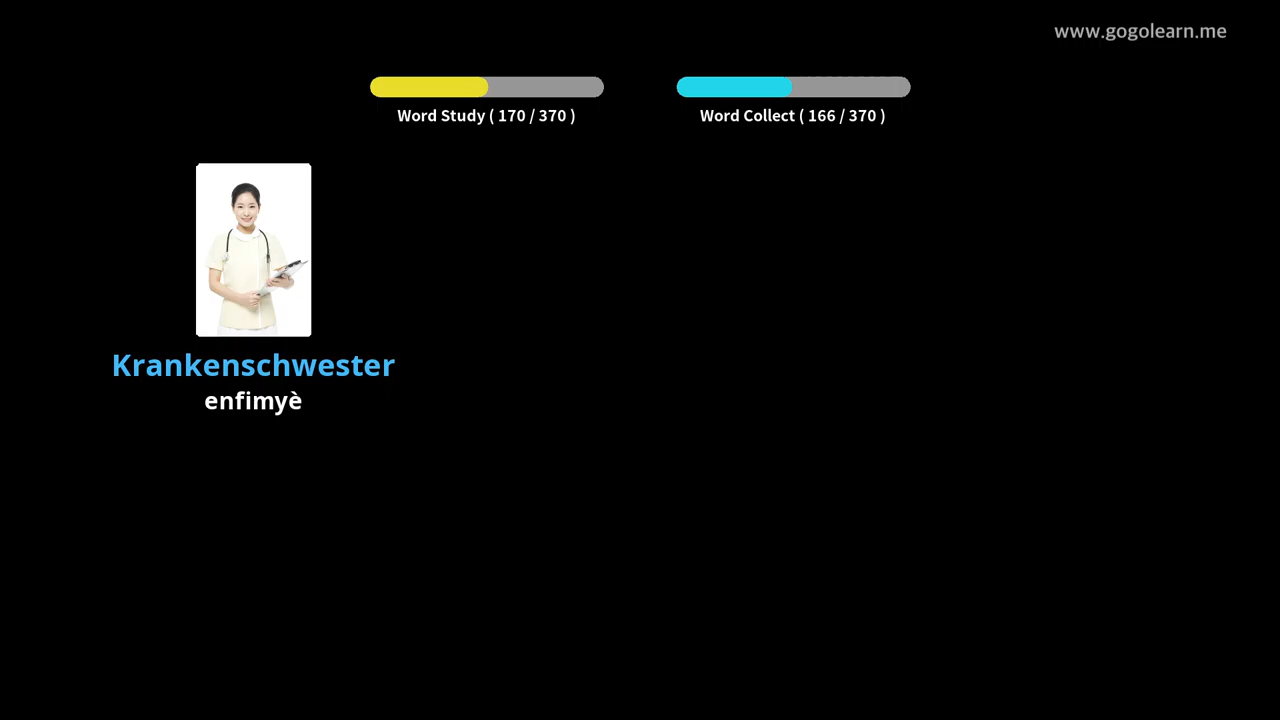 www.gogolearn.me
Word Study ( 170 / 370 )
Word Collect ( 166 / 370 )
Krankenschwester
enfimyè